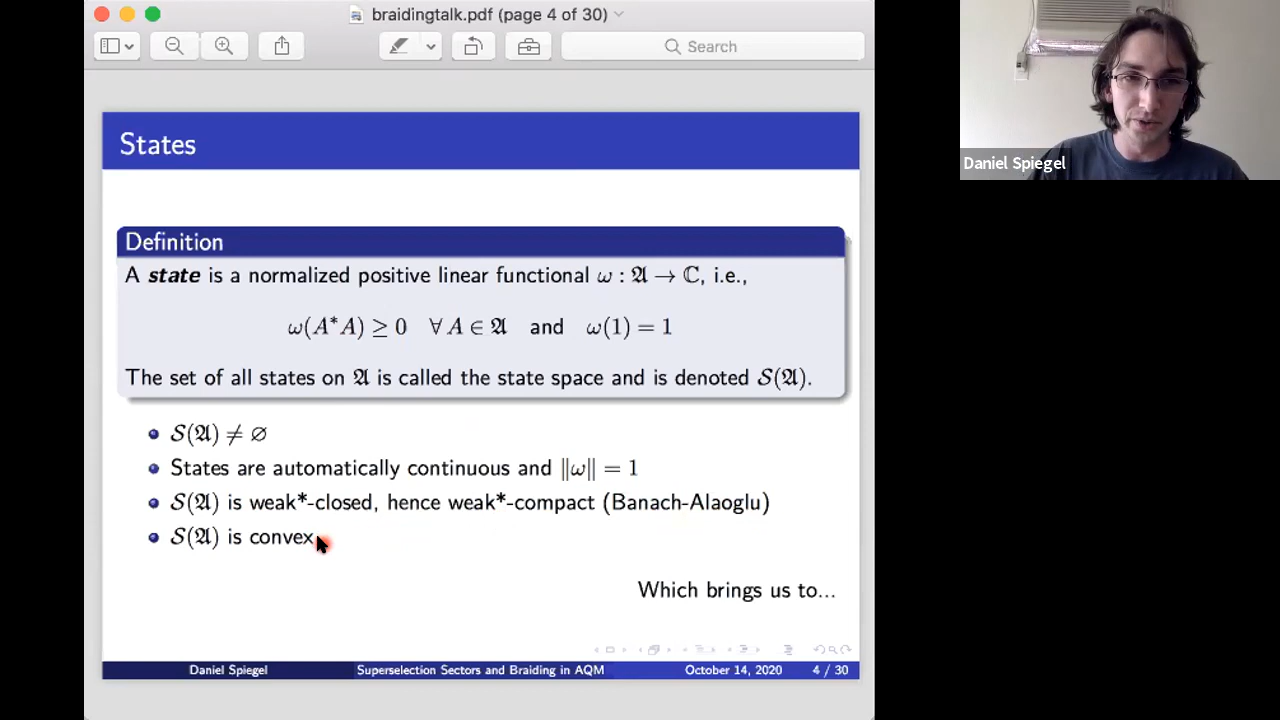 braidingtalk.pdf (page 4 of 30)
Search
States
Definition
A state is a normalized positive linear functional ω : 𝔄 → ℂ, i.e.,
ω(A*A) ≥ 0 ∀ A ∈ 𝔄 and ω(1) = 1
The set of all states on 𝔄 is called the state space and is denoted 𝒮(𝔄).
𝒮(𝔄) ≠ ∅
States are automatically continuous and ‖ω‖ = 1
𝒮(𝔄) is weak*-closed, hence weak*-compact (Banach-Alaoglu)
𝒮(𝔄) is convex
Which brings us to...
Daniel Spiegel Superselection Sectors and Braiding in AQM October 14, 2020 4 / 30
Daniel Spiegel